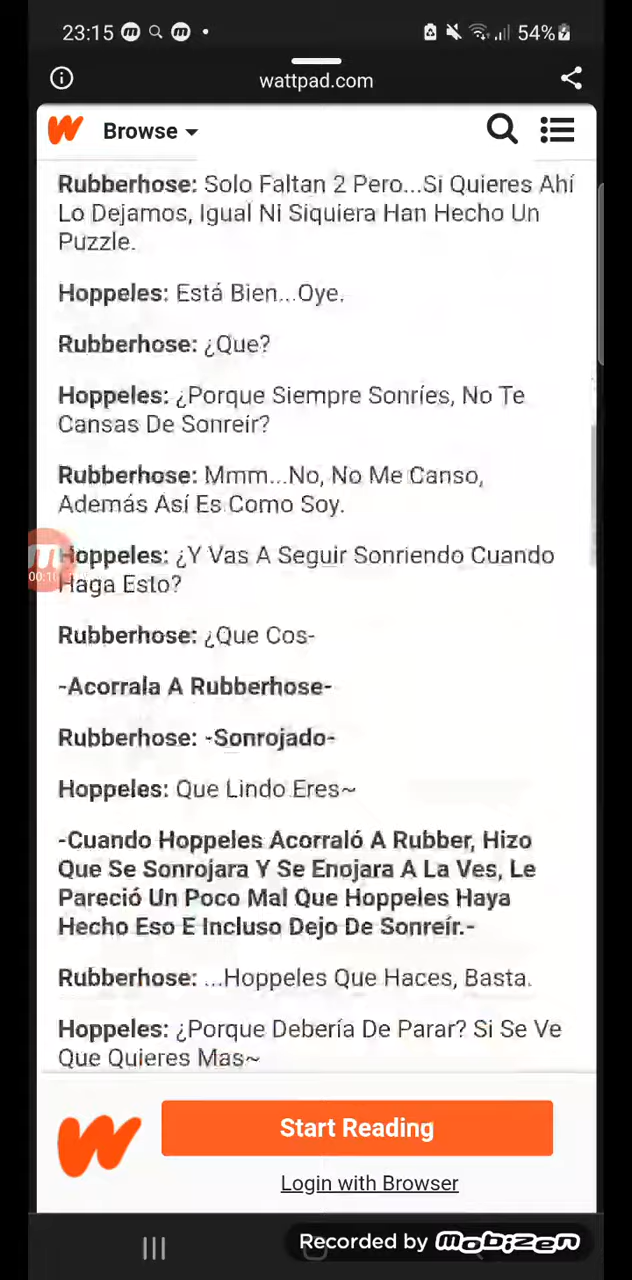 23:15
54%
wattpad.com
Browse
Rubberhose: Solo Faltan 2 Pero...Si Quieres Ahí
Lo Dejamos, Igual Ni Siquiera Han Hecho Un
Puzzle.
Hoppeles: Está Bien...Oye.
Rubberhose: ¿Que?
Hoppeles: ¿Porque Siempre Sonríes, No Te
Cansas De Sonreír?
Rubberhose: Mmm...No, No Me Canso,
Además Así Es Como Soy.
Hoppeles: ¿Y Vas A Seguir Sonriendo Cuando
Haga Esto?
00:10
Rubberhose: ¿Que Cos-
-Acorrala A Rubberhose-
Rubberhose: -Sonrojado-
Hoppeles: Que Lindo Eres~
-Cuando Hoppeles Acorraló A Rubber, Hizo
Que Se Sonrojara Y Se Enojara A La Ves, Le
Pareció Un Poco Mal Que Hoppeles Haya
Hecho Eso E Incluso Dejo De Sonreír.-
Rubberhose: ...Hoppeles Que Haces, Basta.
Hoppeles: ¿Porque Debería De Parar? Si Se Ve
Que Quieres Mas~
Start Reading
Login with Browser
Recorded by mobizen